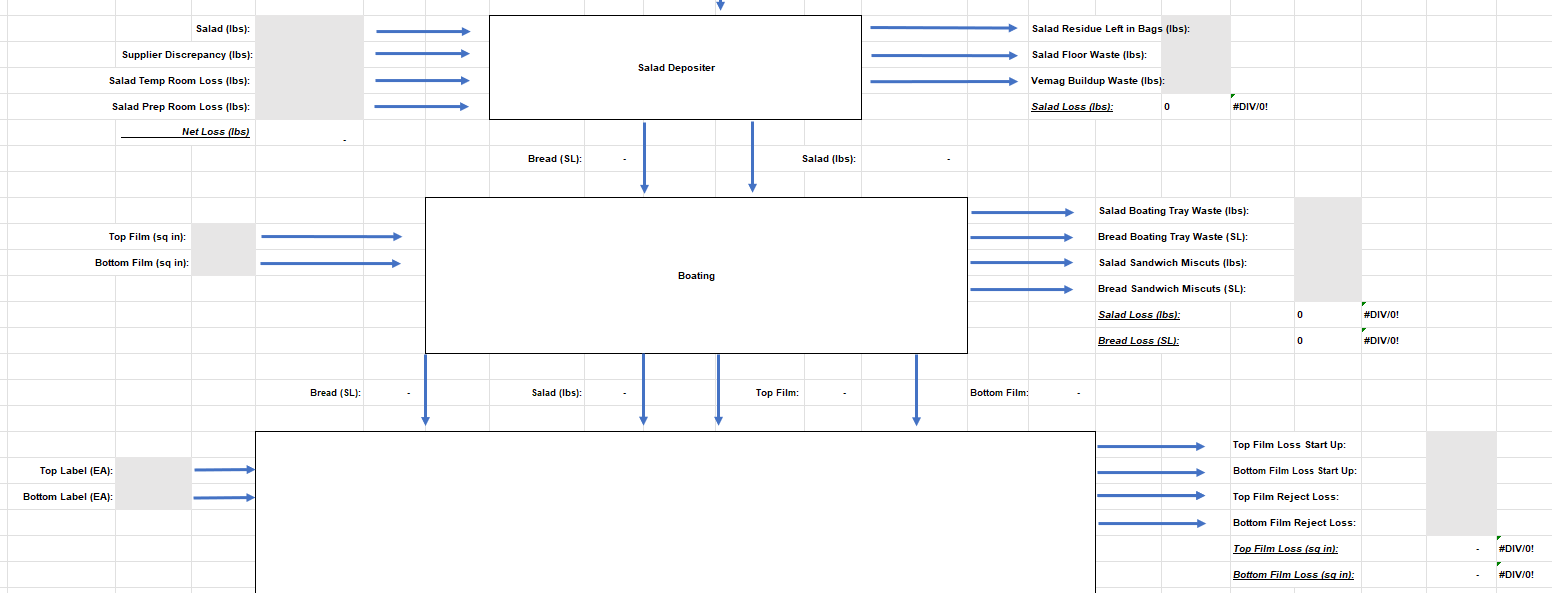 Salad (lbs): Salad Residue Left in Bags (lbs):
Supplier Discrepancy (lbs): Salad Floor Waste (lbs):
Salad Depositer
Salad Temp Room Loss (lbs): Vemag Buildup Waste (lbs):
Salad Prep Room Loss (lbs): Salad Loss (lbs): 0 #DIV/0!
Net Loss (lbs) -
Bread (SL): - Salad (lbs): -
Salad Boating Tray Waste (lbs):
Top Film (sq in): Bread Boating Tray Waste (SL):
Bottom Film (sq in): Salad Sandwich Miscuts (lbs):
Boating
Bread Sandwich Miscuts (SL):
Salad Loss (lbs): 0 #DIV/0!
Bread Loss (SL): 0 #DIV/0!
Bread (SL): - Salad (lbs): - Top Film: - Bottom Film: -
Top Film Loss Start Up:
Top Label (EA): Bottom Film Loss Start Up:
Bottom Label (EA): Top Film Reject Loss:
Bottom Film Reject Loss:
Top Film Loss (sq in): - #DIV/0!
Bottom Film Loss (sq in): - #DIV/0!